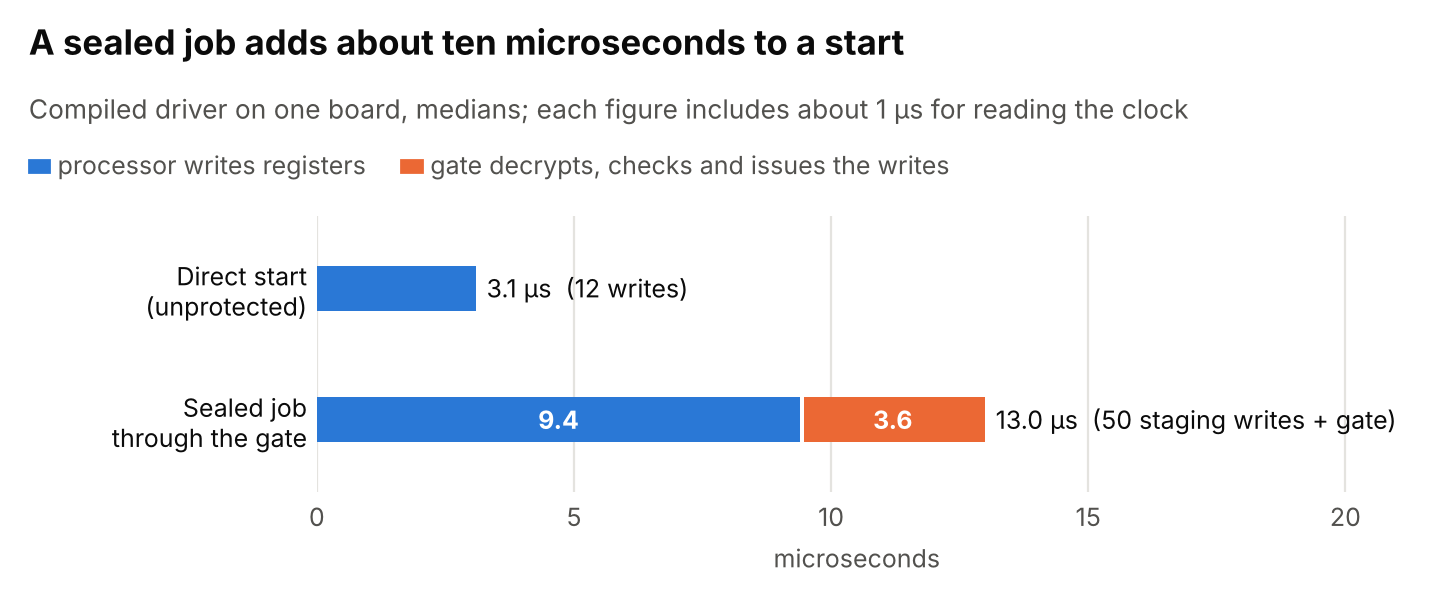 A sealed job adds about ten microseconds to a start
Compiled driver on one board, medians; each figure includes about 1 µs for reading the clock
processor writes registers gate decrypts, checks and issues the writes
Direct start
(unprotected)
3.1 µs (12 writes)
Sealed job
through the gate
9.4 3.6 13.0 µs (50 staging writes + gate)
0 5 10 15 20
microseconds